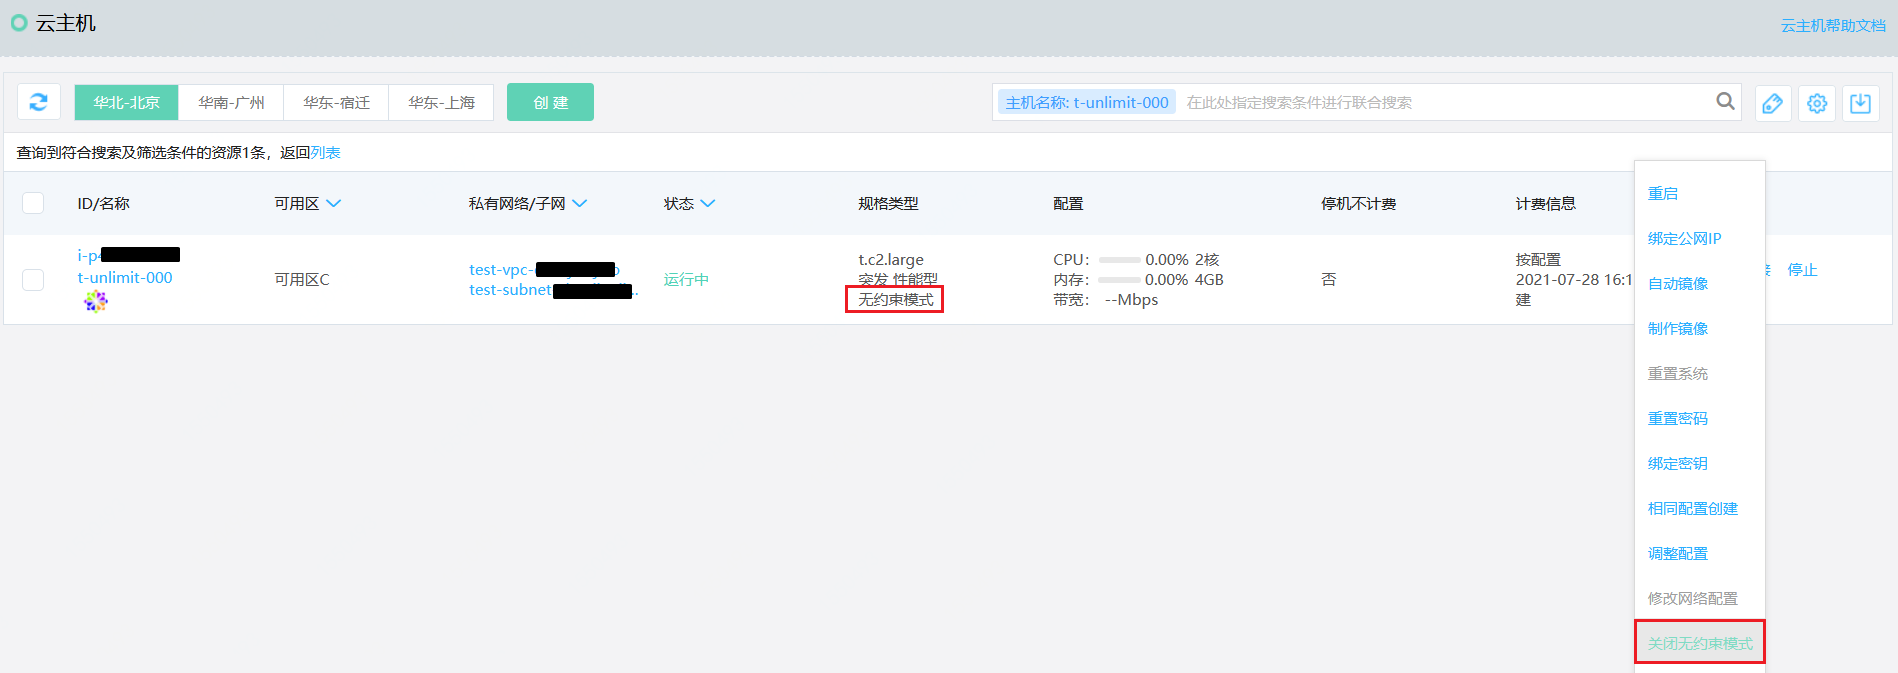 云主机
云主机帮助文档
华北-北京
华南-广州
华东-宿迁
华东-上海
创 建
主机名称: t-unlimit-000
在此处指定搜索条件进行联合搜索
查询到符合搜索及筛选条件的资源1条，返回列表
ID/名称
可用区
私有网络/子网
状态
规格类型
配置
停机不计费
计费信息
i-p
t-unlimit-000
可用区C
test-vpc-
test-subnet
运行中
t.c2.large
突发 性能型
无约束模式
CPU： 0.00% 2核
内存： 0.00% 4GB
带宽： --Mbps
否
按配置
2021-07-28 16:1
建
停止
重启
绑定公网IP
自动镜像
制作镜像
重置系统
重置密码
绑定密钥
相同配置创建
调整配置
修改网络配置
关闭无约束模式